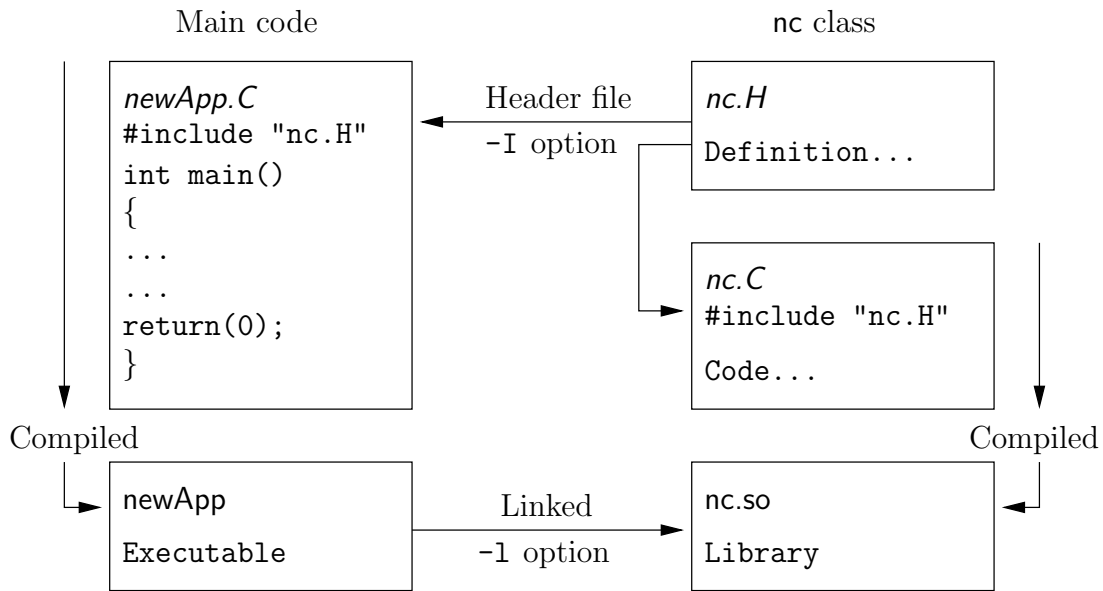 Main code
nc class
newApp.C
#include "nc.H"
int main()
{
...
...
return(0);
}
Header file
-I option
nc.H
Definition...
nc.C
#include "nc.H"
Code...
Compiled
Compiled
newApp
Executable
Linked
-l option
nc.so
Library